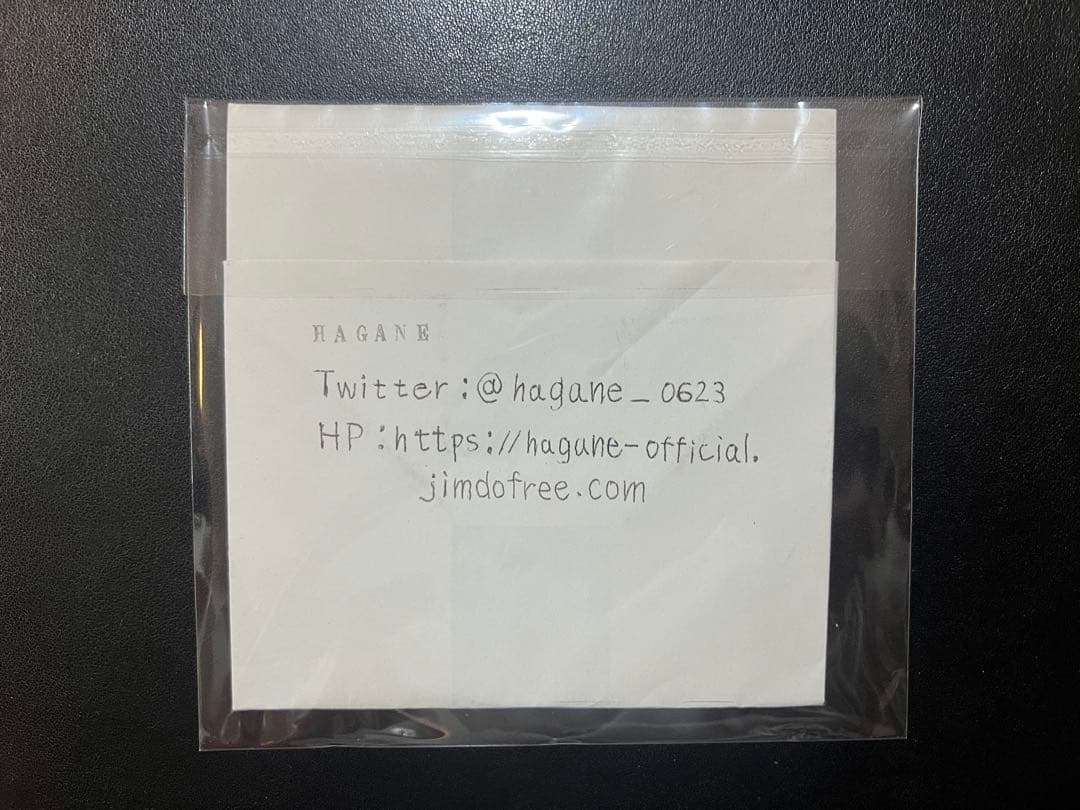 HAGANE
Twitter:@hagane_0623
HP:https://hagane-official.
jimdofree.com